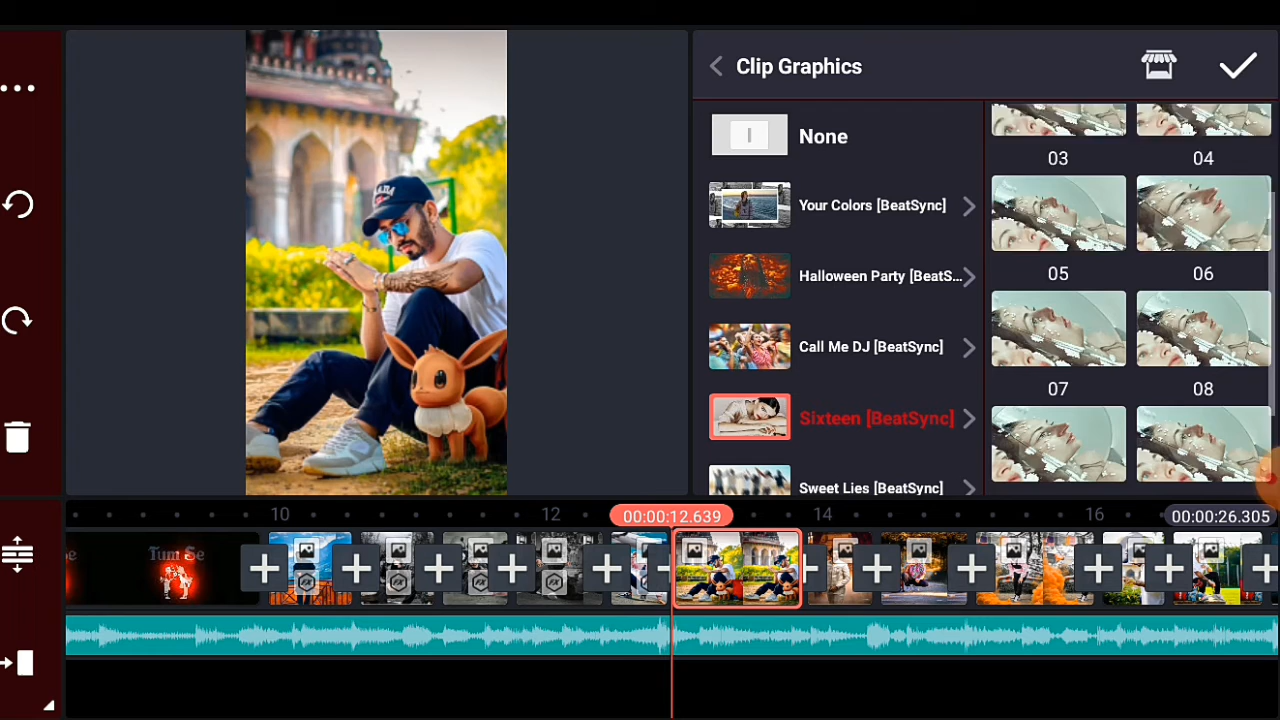 Clip Graphics
None
Your Colors [BeatSync]
Halloween Party [BeatS...
Call Me DJ [BeatSync]
Sixteen [BeatSync]
Sweet Lies [BeatSync]
03
04
05
06
07
08
10
12
00:00:12.639
14
16
00:00:26.305
Tum Se